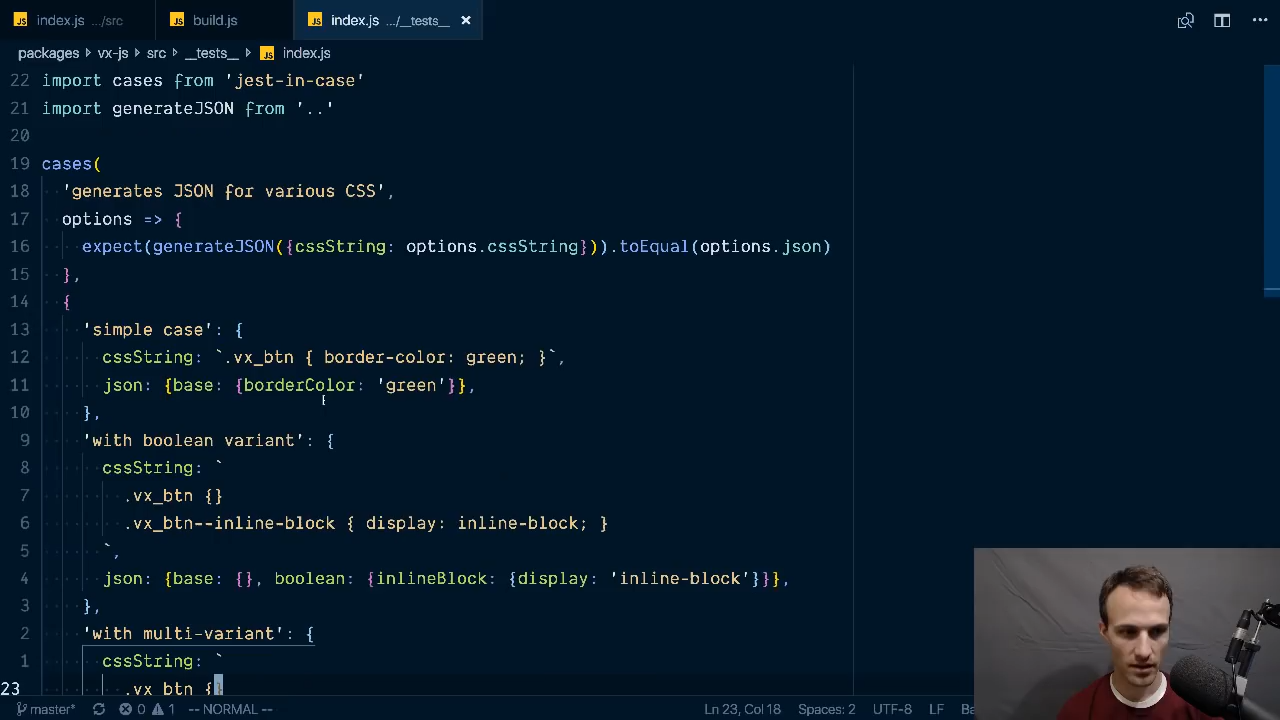 JS index.js .../src JS build.js JS index.js .../__tests__ ×
packages vx-js src __tests__ JS index.js
22 import cases from 'jest-in-case'
21 import generateJSON from '..'
20
19 cases(
18 'generates JSON for various CSS',
17 options => {
16 expect(generateJSON({cssString: options.cssString})).toEqual(options.json)
15 },
14 {
13 'simple case': {
12 cssString: `.vx_btn { border-color: green; }`,
11 json: {base: {borderColor: 'green'}},
10 },
9 'with boolean variant': {
8 cssString: `
7 .vx_btn {}
6 .vx_btn--inline-block { display: inline-block; }
5 `,
4 json: {base: {}, boolean: {inlineBlock: {display: 'inline-block'}}},
3 },
2 'with multi-variant': {
1 cssString: `
23 .vx_btn {}
master* 0 1 -- NORMAL -- Ln 23, Col 18 Spaces: 2 UTF-8 LF